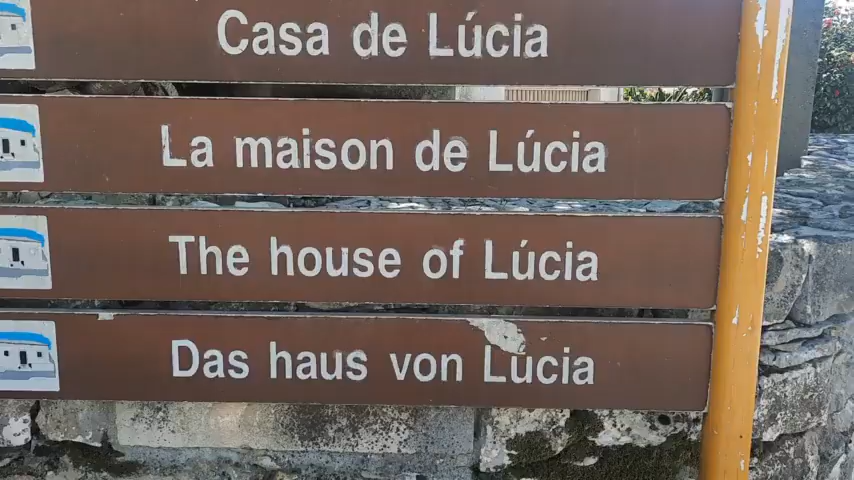 Casa de Lúcia
La maison de Lúcia
The house of Lúcia
Das haus von Lucia